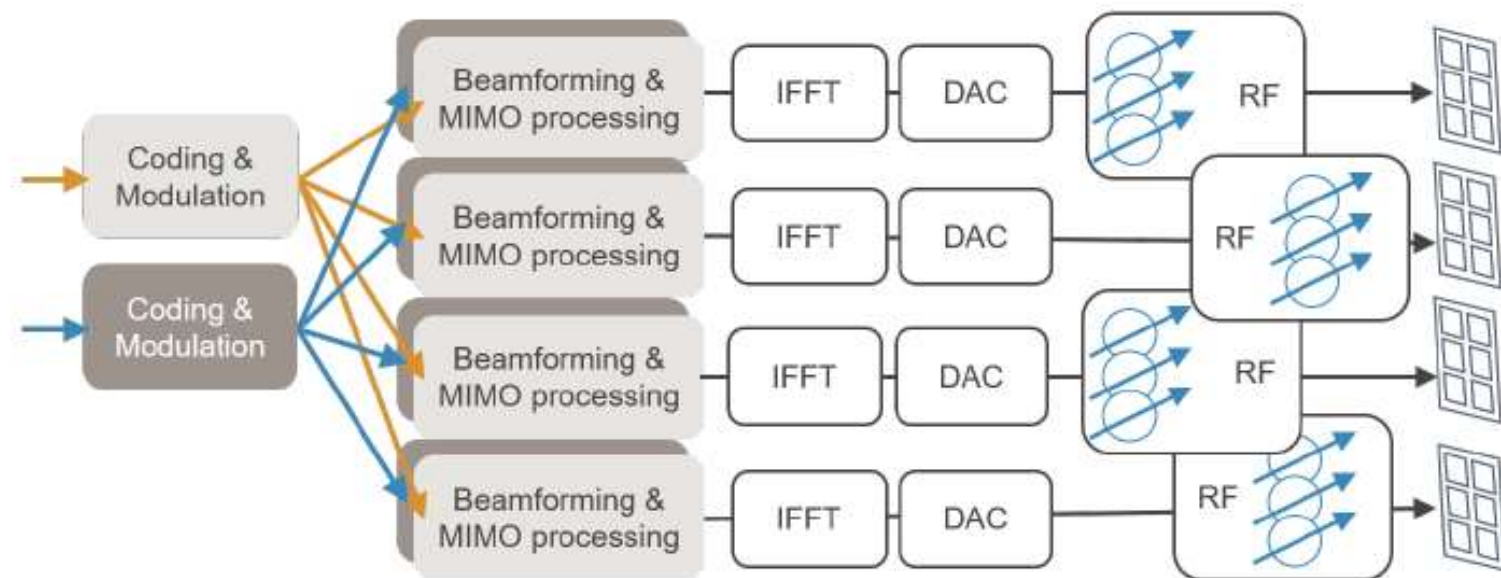 Beamforming &
MIMO processing
IFFT
DAC
RF
Coding &
Modulation
Beamforming &
MIMO processing
IFFT
DAC
RF
Coding &
Modulation
Beamforming &
MIMO processing
IFFT
DAC
RF
Beamforming &
MIMO processing
IFFT
DAC
RF